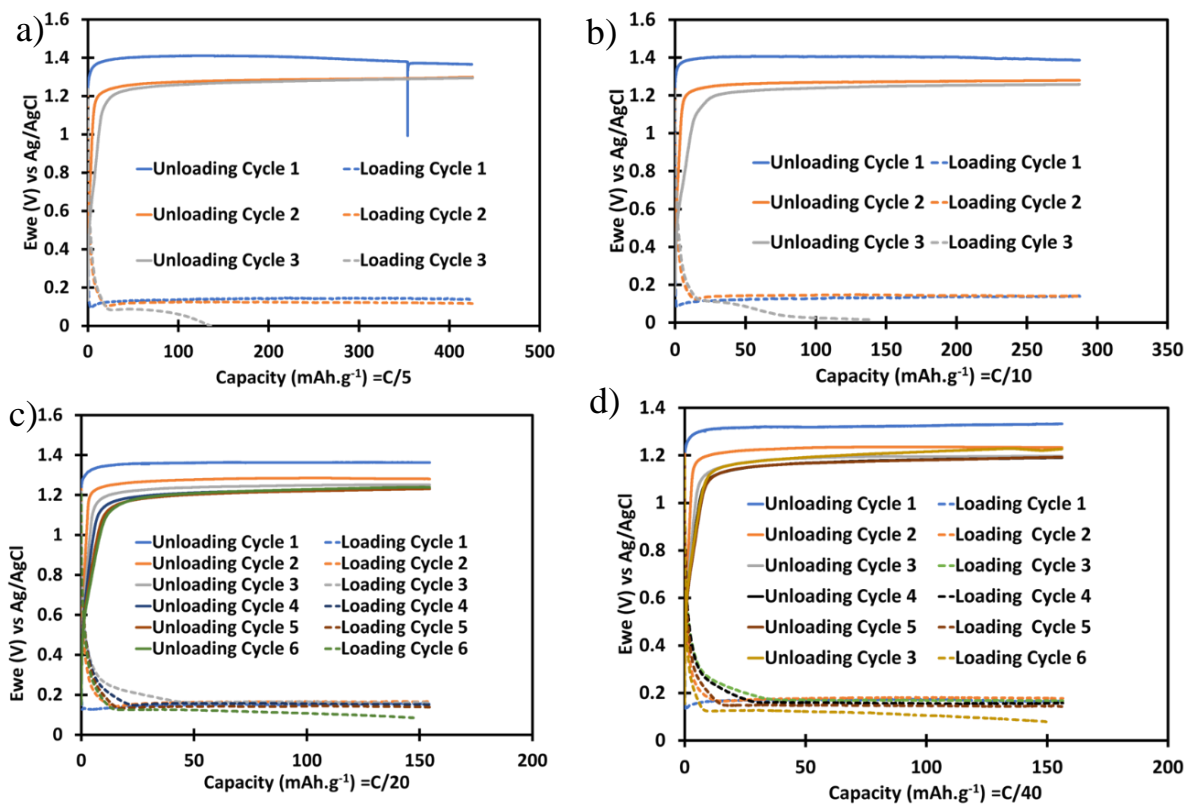 a)
Ewe (V) vs Ag/AgCl
1.6
1.4
1.2
1
0.8
0.6
0.4
0.2
0
Unloading Cycle 1 Loading Cycle 1
Unloading Cycle 2 Loading Cycle 2
Unloading Cycle 3 Loading Cycle 3
0 100 200 300 400 500
Capacity (mAh.g⁻¹) =C/5
b)
Ewe (V) vs Ag/AgCl
1.6
1.4
1.2
1
0.8
0.6
0.4
0.2
0
Unloading Cycle 1 Loading Cycle 1
Unloading Cycle 2 Loading Cycle 2
Unloading Cycle 3 Loading Cyle 3
0 50 100 150 200 250 300 350
Capacity (mAh.g⁻¹) =C/10
c)
Ewe (V) vs Ag/AgCl
1.6
1.4
1.2
1
0.8
0.6
0.4
0.2
0
Unloading Cycle 1 Loading Cycle 1
Unloading Cycle 2 Loading Cycle 2
Unloading Cycle 3 Loading Cycle 3
Unloading Cycle 4 Loading Cycle 4
Unloading Cycle 5 Loading Cycle 5
Unloading Cycle 6 Loading Cycle 6
0 50 100 150 200
Capacity (mAh.g⁻¹) =C/20
d)
Ewe (V) vs Ag/AgCl
1.4
1.2
1
0.8
0.6
0.4
0.2
0
Unloading Cycle 1 Loading Cycle 1
Unloading Cycle 2 Loading Cycle 2
Unloading Cycle 3 Loading Cycle 3
Unloading Cycle 4 Loading Cycle 4
Unloading Cycle 5 Loading Cycle 5
Unloading Cycle 3 Loading Cycle 6
0 50 100 150 200
Capacity (mAh.g⁻¹) =C/40